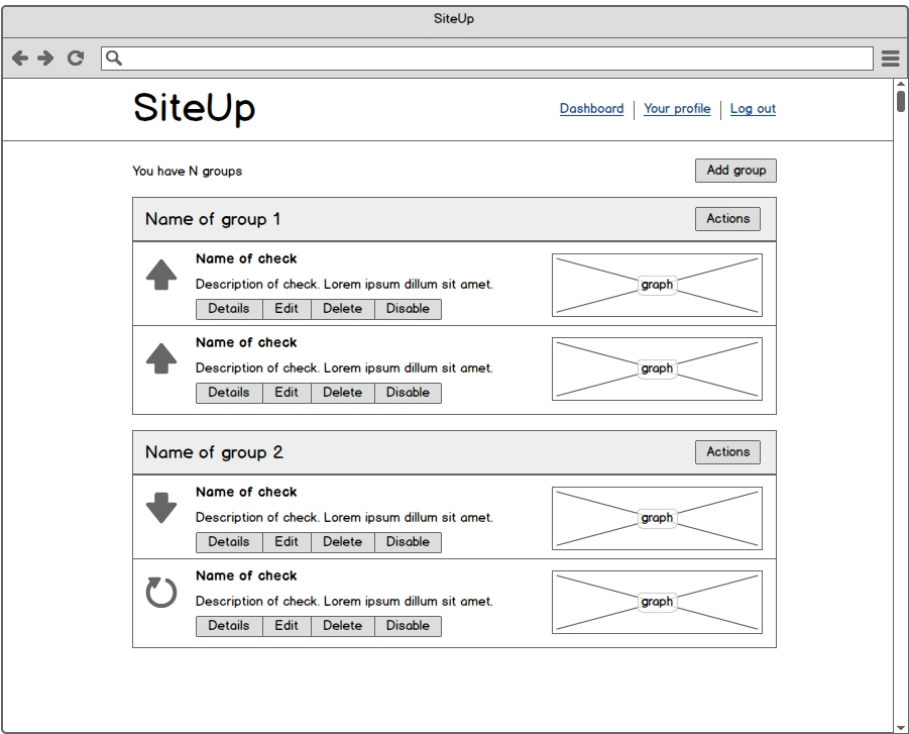 SiteUp
SiteUp
Dashboard Your profile Log out
You have N groups Add group
Name of group 1 Actions
Name of check
Description of check. Lorem ipsum dillum sit amet.
graph
Details Edit Delete Disable
Name of check
Description of check. Lorem ipsum dillum sit amet.
graph
Details Edit Delete Disable
Name of group 2 Actions
Name of check
Description of check. Lorem ipsum dillum sit amet.
graph
Details Edit Delete Disable
Name of check
Description of check. Lorem ipsum dillum sit amet.
graph
Details Edit Delete Disable